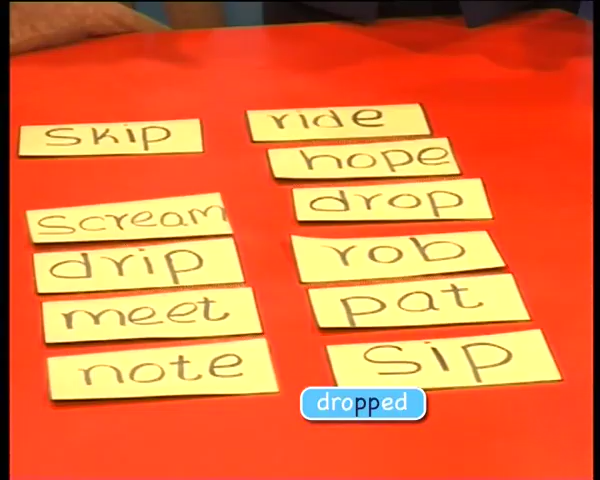 skip
scream
drip
meet
note
ride
hope
drop
rob
pat
sip
dropped